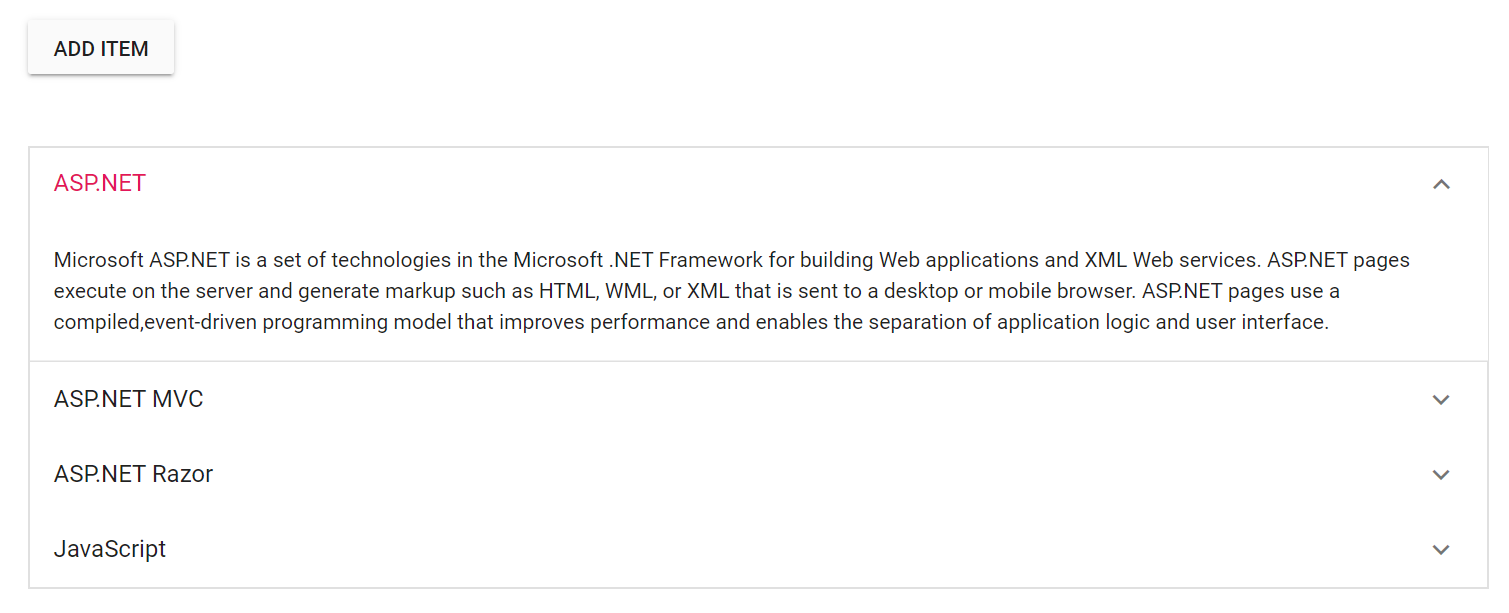 ADD ITEM
ASP.NET
Microsoft ASP.NET is a set of technologies in the Microsoft .NET Framework for building Web applications and XML Web services. ASP.NET pages
execute on the server and generate markup such as HTML, WML, or XML that is sent to a desktop or mobile browser. ASP.NET pages use a
compiled,event-driven programming model that improves performance and enables the separation of application logic and user interface.
ASP.NET MVC
ASP.NET Razor
JavaScript